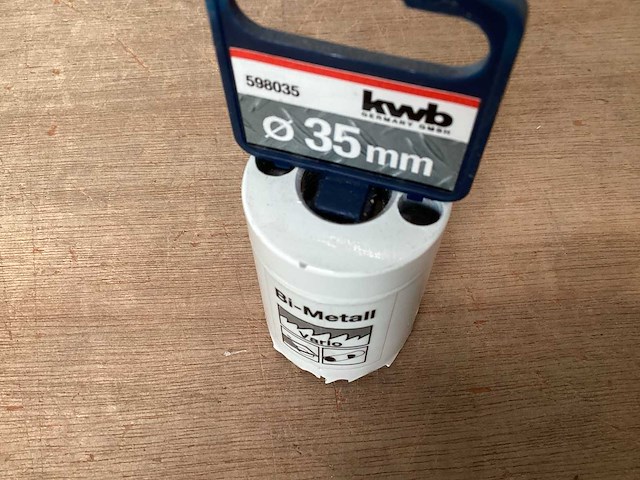 598035
kwb
GERMANY GMBH
Ø 35 mm
Bi-Metall
Vario